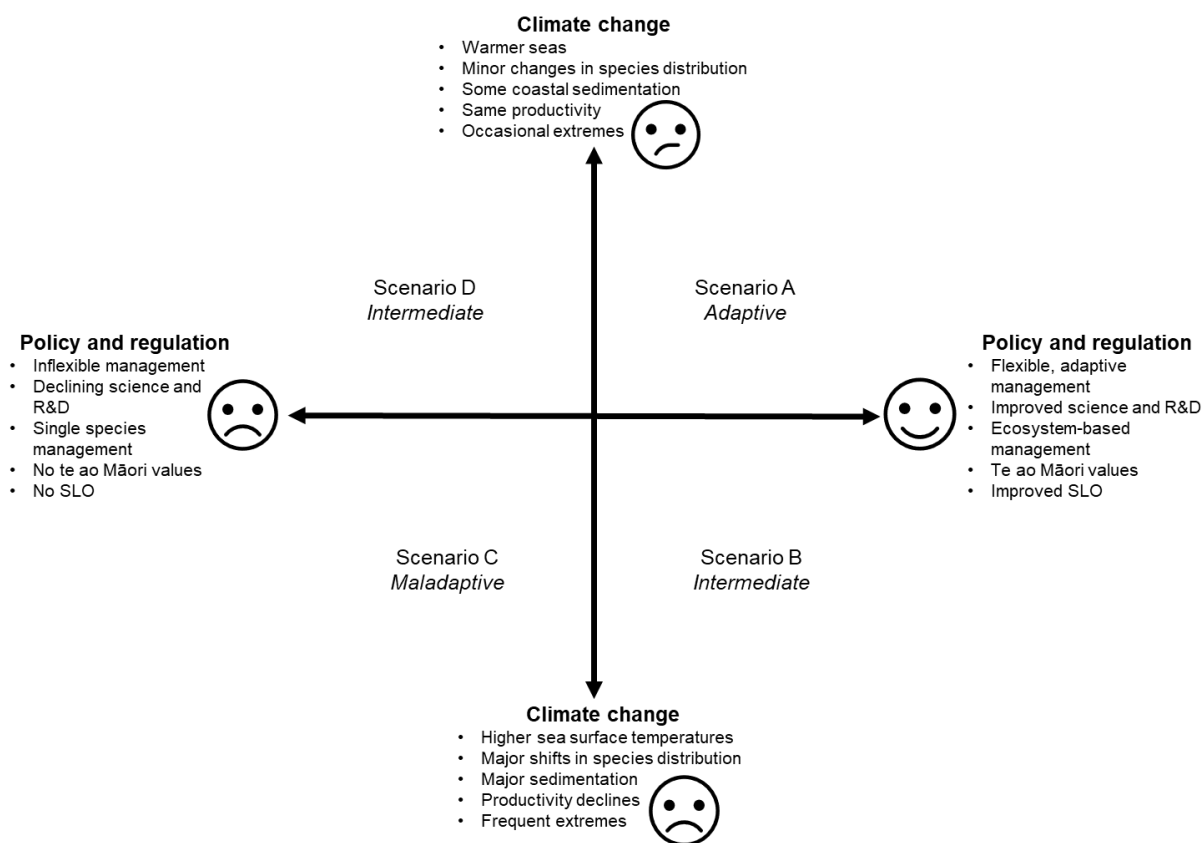 Climate change
• Warmer seas
• Minor changes in species distribution
• Some coastal sedimentation
• Same productivity
• Occasional extremes
Scenario D
Intermediate
Scenario A
Adaptive
Policy and regulation
• Inflexible management
• Declining science and
R&D
• Single species
management
• No te ao Māori values
• No SLO
Policy and regulation
• Flexible, adaptive
management
• Improved science and R&D
• Ecosystem-based
management
• Te ao Māori values
• Improved SLO
Scenario C
Maladaptive
Scenario B
Intermediate
Climate change
• Higher sea surface temperatures
• Major shifts in species distribution
• Major sedimentation
• Productivity declines
• Frequent extremes